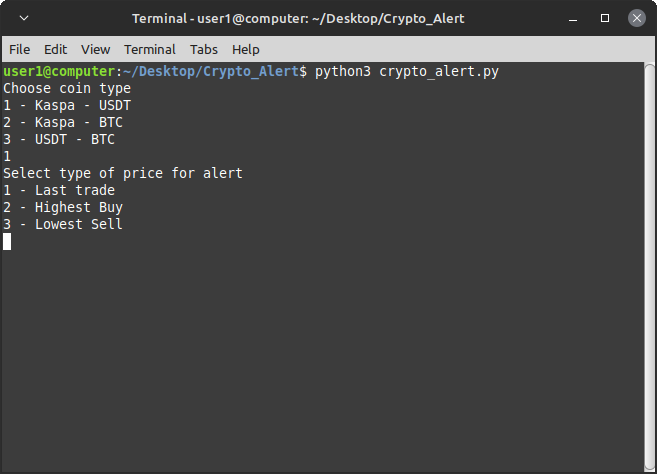 Terminal - user1@computer: ~/Desktop/Crypto_Alert
File Edit View Terminal Tabs Help
user1@computer:~/Desktop/Crypto_Alert$ python3 crypto_alert.py
Choose coin type
1 - Kaspa - USDT
2 - Kaspa - BTC
3 - USDT - BTC
1
Select type of price for alert
1 - Last trade
2 - Highest Buy
3 - Lowest Sell